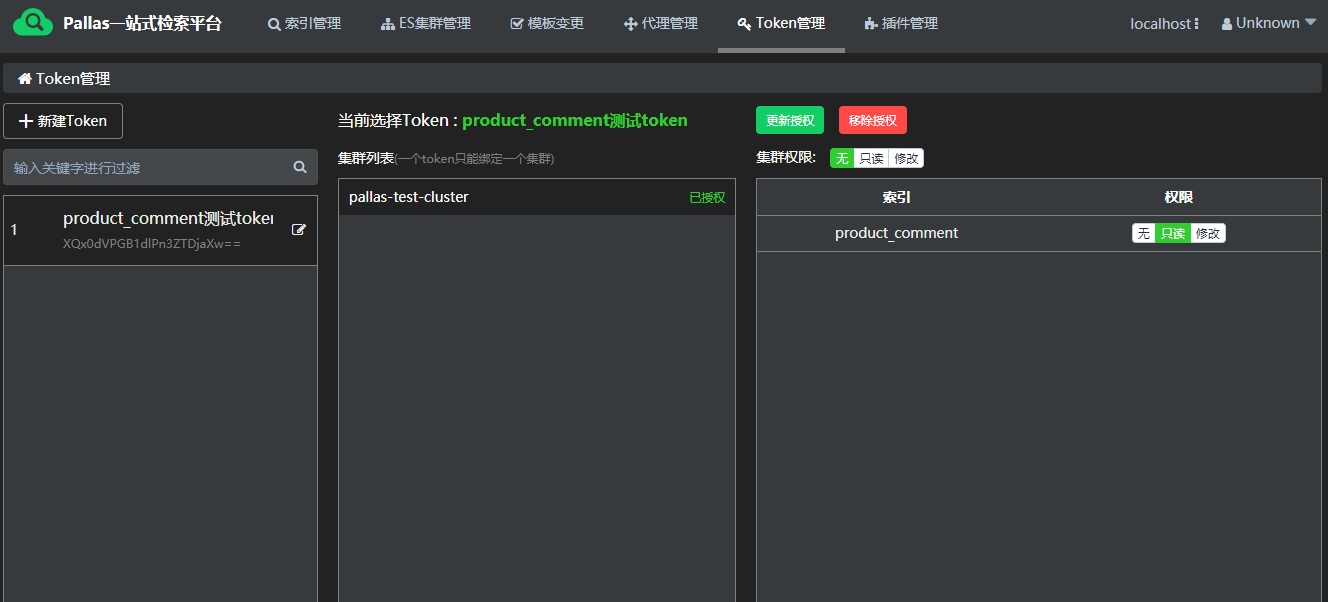 Pallas一站式检索平台 索引管理 ES集群管理 模板变更 代理管理 Token管理 插件管理 localhost Unknown
Token管理
新建Token
输入关键字进行过滤
1
product_comment测试token
XQx0dVPGB1dlPn3ZTDjaXw==
当前选择Token : product_comment测试token
集群列表(一个token只能绑定一个集群)
pallas-test-cluster 已授权
更新授权 移除授权
集群权限: 无 只读 修改
索引 权限
product_comment 无 只读 修改